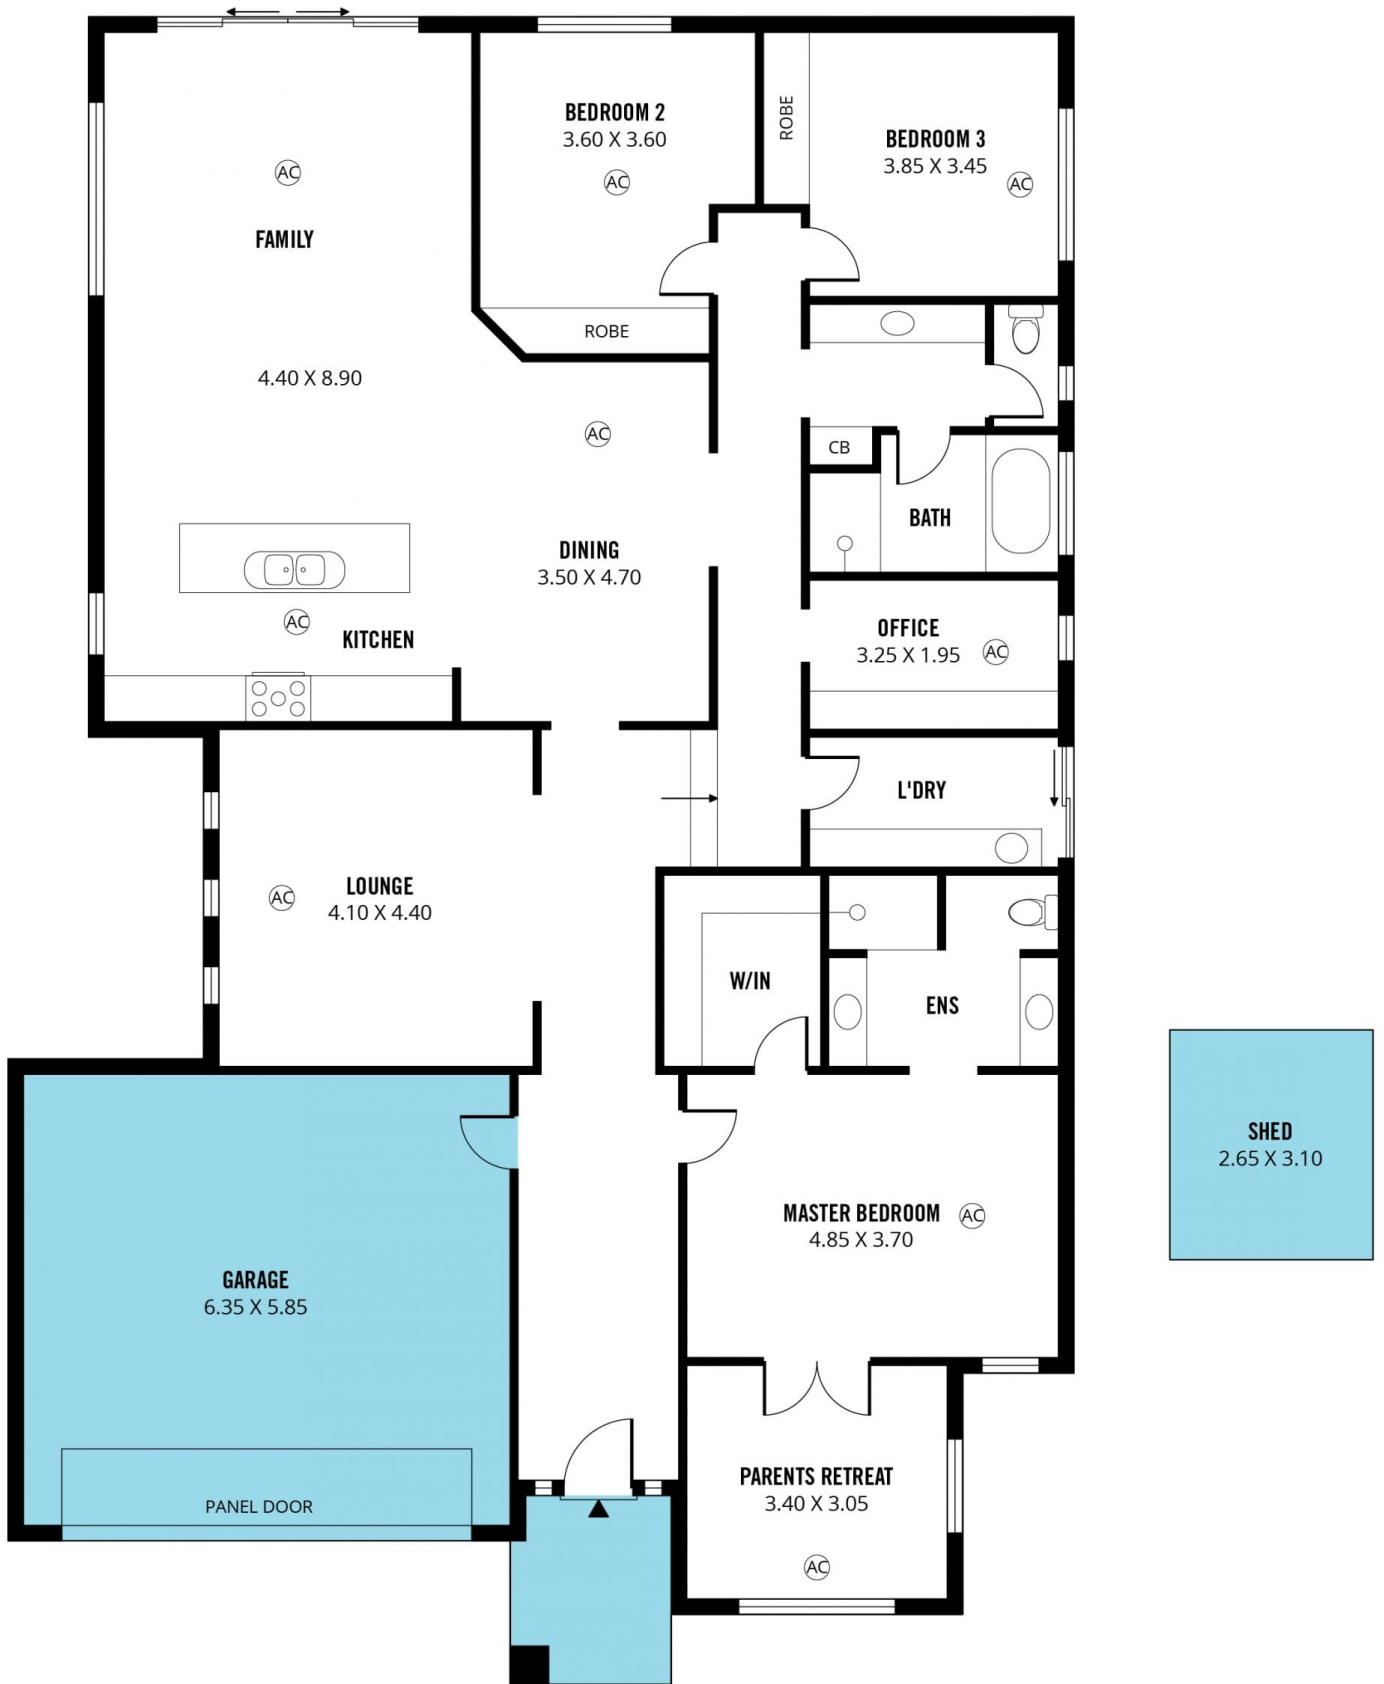 BEDROOM 2
3.60 X 3.60
AC
ROBE
ROBE
BEDROOM 3
3.85 X 3.45
AC
AC
FAMILY
4.40 X 8.90
AC
CB
BATH
DINING
3.50 X 4.70
AC
KITCHEN
OFFICE
3.25 X 1.95
AC
L'DRY
LOUNGE
4.10 X 4.40
AC
W/IN
ENS
SHED
2.65 X 3.10
MASTER BEDROOM
4.85 X 3.70
AC
GARAGE
6.35 X 5.85
PANEL DOOR
PARENTS RETREAT
3.40 X 3.05
AC